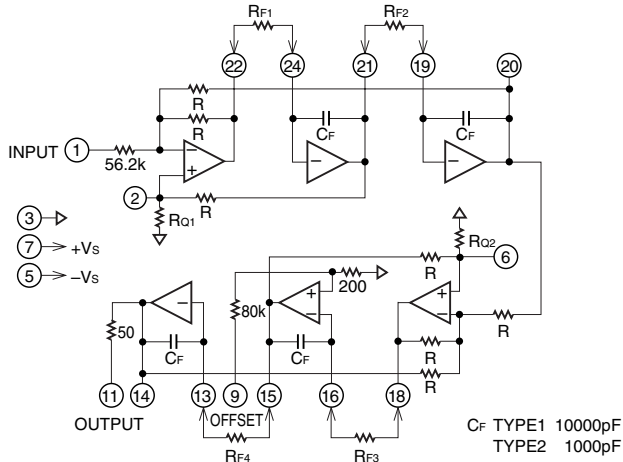 RF1
RF2
22
24
21
19
20
R
R
CF
CF
INPUT
1
56.2k
−
+
−
−
2
R
RQ1
3
7
+VS
5
−VS
RQ2
6
R
200
80k
50
−
+
−
+
−
R
CF
CF
R
R
11
14
13
9
15
16
18
OUTPUT
OFFSET
RF4
RF3
CF TYPE1 10000pF
TYPE2 1000pF